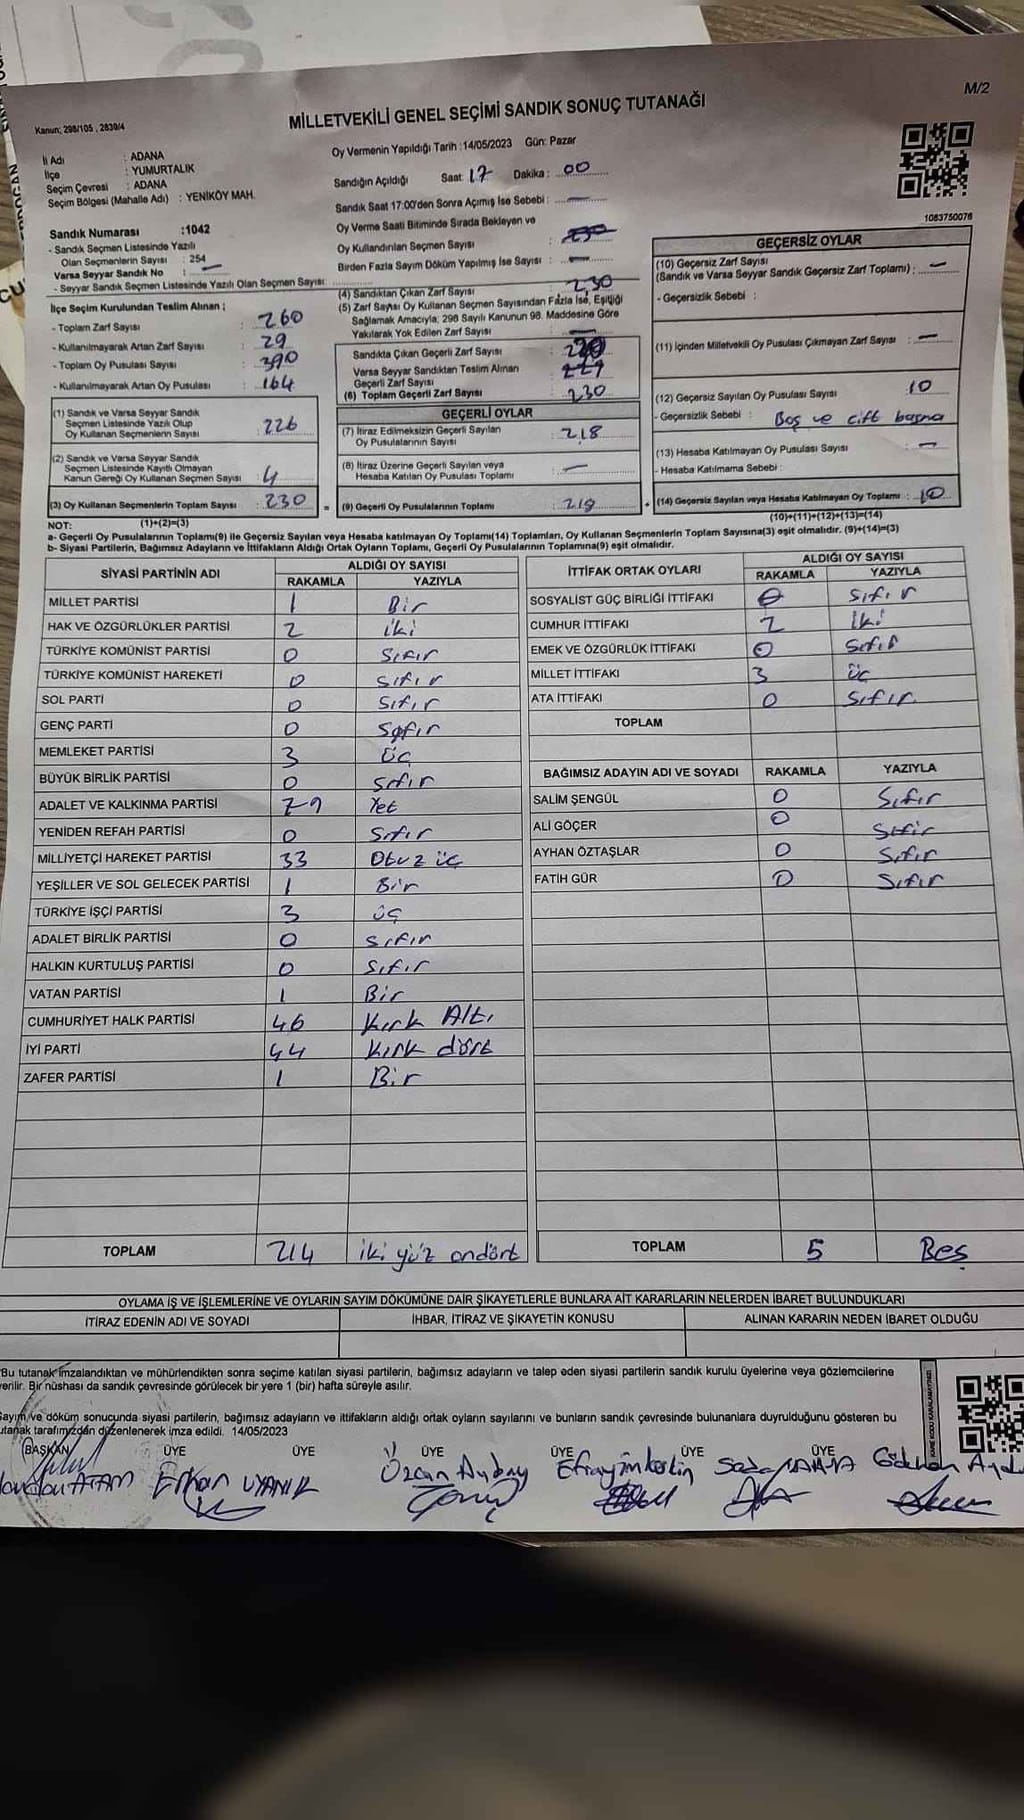 M/2
Kanun; 298/105 , 2839/4
MİLLETVEKİLİ GENEL SEÇİMİ SANDIK SONUÇ TUTANAĞI
İl Adı : ADANA
İlçe : YUMURTALIK
Seçim Çevresi : ADANA
Seçim Bölgesi (Mahalle Adı) : YENİKÖY MAH.
Oy Vermenin Yapıldığı Tarih :14/05/2023 Gün: Pazar
Sandığın Açıldığı Saat: 17 Dakika : 00
Sandık Saat 17:00'den Sonra Açımış İse Sebebi : —
Oy Verme Saati Bitiminde Sırada Bekleyen ve
Oy Kullandırılan Seçmen Sayısı :
Birden Fazla Sayım Döküm Yapılmış İse Sayısı : —
1083750076
Sandık Numarası :1042
- Sandık Seçmen Listesinde Yazılı
Olan Seçmenlerin Sayısı : 254
Varsa Seyyar Sandık No : —
- Seyyar Sandık Seçmen Listesinde Yazılı Olan Seçmen Sayısı:
İlçe Seçim Kurulundan Teslim Alınan ;
- Toplam Zarf Sayısı : 260
- Kullanılmayarak Artan Zarf Sayısı : 29
- Toplam Oy Pusulası Sayısı : 390
- Kullanılmayarak Artan Oy Pusulası : 164
(1) Sandık ve Varsa Seyyar Sandık
Seçmen Listesinde Yazılı Olup
Oy Kullanan Seçmenlerin Sayısı : 226
(2) Sandık ve Varsa Seyyar Sandık
Seçmen Listesinde Kayıtlı Olmayan
Kanun Gereği Oy Kullanan Seçmen Sayısı : 4
(3) Oy Kullanan Seçmenlerin Toplam Sayısı : 230 =
(4) Sandıktan Çıkan Zarf Sayısı : 230
(5) Zarf Sayısı Oy Kullanan Seçmen Sayısından Fazla İse, Eşitliği
Sağlamak Amacıyla; 298 Sayılı Kanunun 98. Maddesine Göre
Yakılarak Yok Edilen Zarf Sayısı : —
Sandıkta Çıkan Geçerli Zarf Sayısı :
Varsa Seyyar Sandıktan Teslim Alınan
Geçerli Zarf Sayısı :
(6) Toplam Geçerli Zarf Sayısı : 230
GEÇERLİ OYLAR
(7) İtiraz Edilmeksizin Geçerli Sayılan
Oy Pusulalarının Sayısı : 218
(8) İtiraz Üzerine Geçerli Sayılan veya
Hesaba Katılan Oy Pusulası Toplamı : —
(9) Geçerli Oy Pusulalarının Toplamı : 219 +
GEÇERSİZ OYLAR
(10) Geçersiz Zarf Sayısı
(Sandık ve Varsa Seyyar Sandık Geçersiz Zarf Toplamı) : —
- Geçersizlik Sebebi :
(11) İçinden Milletvekili Oy Pusulası Çıkmayan Zarf Sayısı : —
(12) Geçersiz Sayılan Oy Pusulası Sayısı : 10
- Geçersizlik Sebebi : Boş ve çift basma
(13) Hesaba Katılmayan Oy Pusulası Sayısı : —
- Hesaba Katılmama Sebebi :
(14) Geçersiz Sayılan veya Hesaba Katılmayan Oy Toplamı : 10
NOT: (1)+(2)=(3) (10)+(11)+(12)+(13)=(14)
a- Geçerli Oy Pusulalarının Toplamı(9) ile Geçersiz Sayılan veya Hesaba katılmayan Oy Toplamı(14) Toplamları, Oy Kullanan Seçmenlerin Toplam Sayısına(3) eşit olmalıdır. (9)+(14)=(3)
b- Siyasi Partilerin, Bağımsız Adayların ve İttifakların Aldığı Ortak Oyların Toplamı, Geçerli Oy Pusulalarının Toplamına(9) eşit olmalıdır.
SİYASİ PARTİNİN ADI ALDIĞI OY SAYISI
RAKAMLA YAZIYLA
MİLLET PARTİSİ 1 Bir
HAK VE ÖZGÜRLÜKLER PARTİSİ 2 iki
TÜRKİYE KOMÜNİST PARTİSİ 0 Sıfır
TÜRKİYE KOMÜNİST HAREKETİ 0 Sıfır
SOL PARTİ 0 Sıfır
GENÇ PARTİ 0 Sıfır
MEMLEKET PARTİSİ 3 üç
BÜYÜK BİRLİK PARTİSİ 0 Sıfır
ADALET VE KALKINMA PARTİSİ 79 Yet
YENİDEN REFAH PARTİSİ 0 Sıfır
MİLLİYETÇİ HAREKET PARTİSİ 33 Otuz üç
YEŞİLLER VE SOL GELECEK PARTİSİ 1 Bir
TÜRKİYE İŞÇİ PARTİSİ 3 üç
ADALET BİRLİK PARTİSİ 0 Sıfır
HALKIN KURTULUŞ PARTİSİ 0 Sıfır
VATAN PARTİSİ 1 Bir
CUMHURİYET HALK PARTİSİ 46 Kırk Altı
İYİ PARTİ 44 Kırk dört
ZAFER PARTİSİ 1 Bir
TOPLAM 214 iki yüz ondört
İTTİFAK ORTAK OYLARI ALDIĞI OY SAYISI
RAKAMLA YAZIYLA
SOSYALİST GÜÇ BİRLİĞİ İTTİFAKI 0 Sıfır
CUMHUR İTTİFAKI 2 İki
EMEK VE ÖZGÜRLÜK İTTİFAKI 0 Sıfır
MİLLET İTTİFAKI 3 üç
ATA İTTİFAKI 0 Sıfır
TOPLAM
BAĞIMSIZ ADAYIN ADI VE SOYADI RAKAMLA YAZIYLA
SALİM ŞENGÜL 0 Sıfır
ALİ GÖÇER 0 Sıfır
AYHAN ÖZTAŞLAR 0 Sıfır
FATİH GÜR 0 Sıfır
TOPLAM 5 Beş
OYLAMA İŞ VE İŞLEMLERİNE VE OYLARIN SAYIM DÖKÜMÜNE DAİR ŞİKAYETLERLE BUNLARA AİT KARARLARIN NELERDEN İBARET BULUNDUKLARI
İTİRAZ EDENİN ADI VE SOYADI İHBAR, İTİRAZ VE ŞİKAYETİN KONUSU ALINAN KARARIN NEDEN İBARET OLDUĞU
Bu tutanak imzalandıktan ve mühürlendikten sonra seçime katılan siyasi partilerin, bağımsız adayların ve talep eden siyasi partilerin sandık kurulu üyelerine veya gözlemcilerine
verilir. Bir nüshası da sandık çevresinde görülecek bir yere 1 (bir) hafta süreyle asılır.
Sayım ve döküm sonucunda siyasi partilerin, bağımsız adayların ve ittifakların aldığı ortak oyların sayılarını ve bunların sandık çevresinde bulunanlara duyrulduğunu gösteren bu
tutanak tarafımızdan düzenlenerek imza edildi. 14/05/2023
BAŞKAN ÜYE ÜYE ÜYE ÜYE ÜYE ÜYE
ATAM Erkan UYANIK Özcan Aybay Gökhan